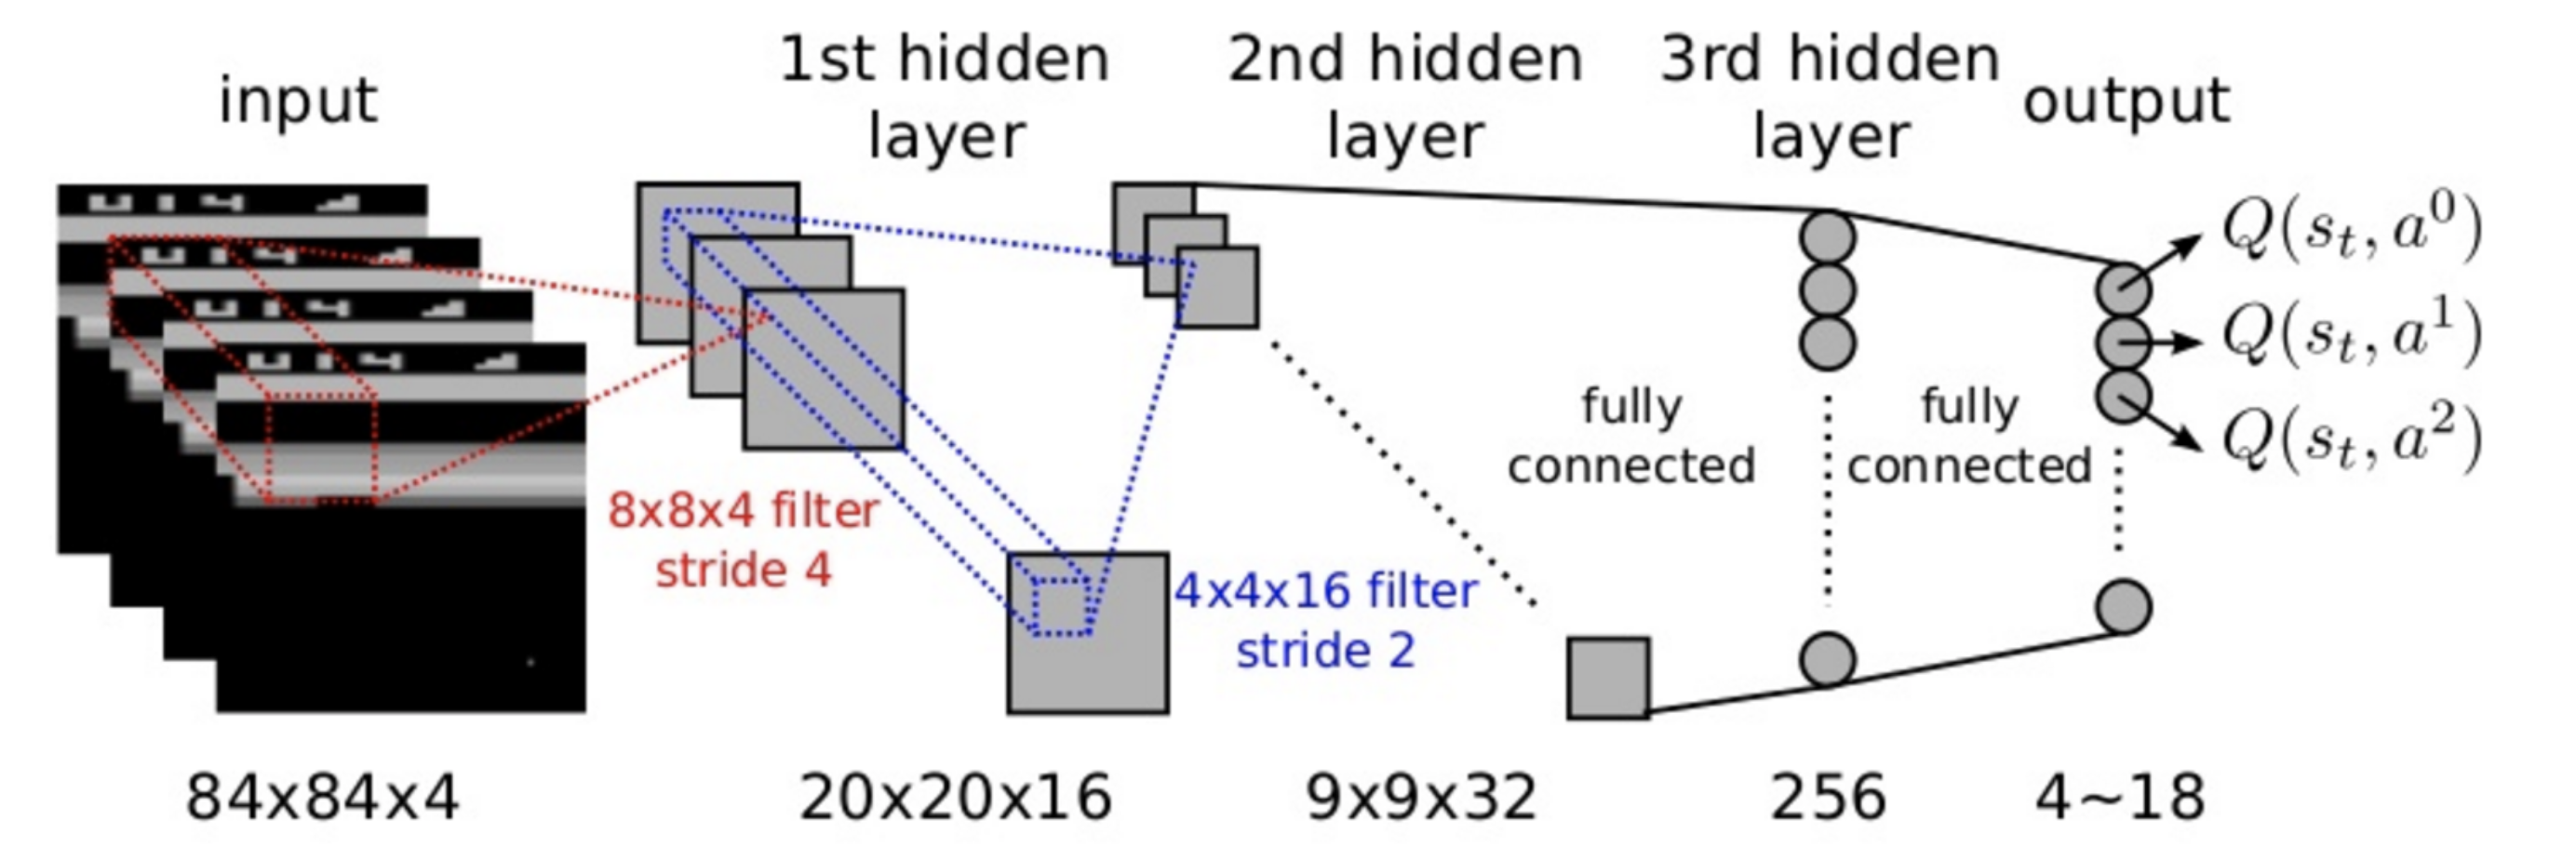 input
1st hidden
layer
2nd hidden
layer
3rd hidden
layer
output
Q(s_t, a^0)
Q(s_t, a^1)
Q(s_t, a^2)
fully
connected
fully
connected
8x8x4 filter
stride 4
4x4x16 filter
stride 2
84x84x4
20x20x16
9x9x32
256
4~18